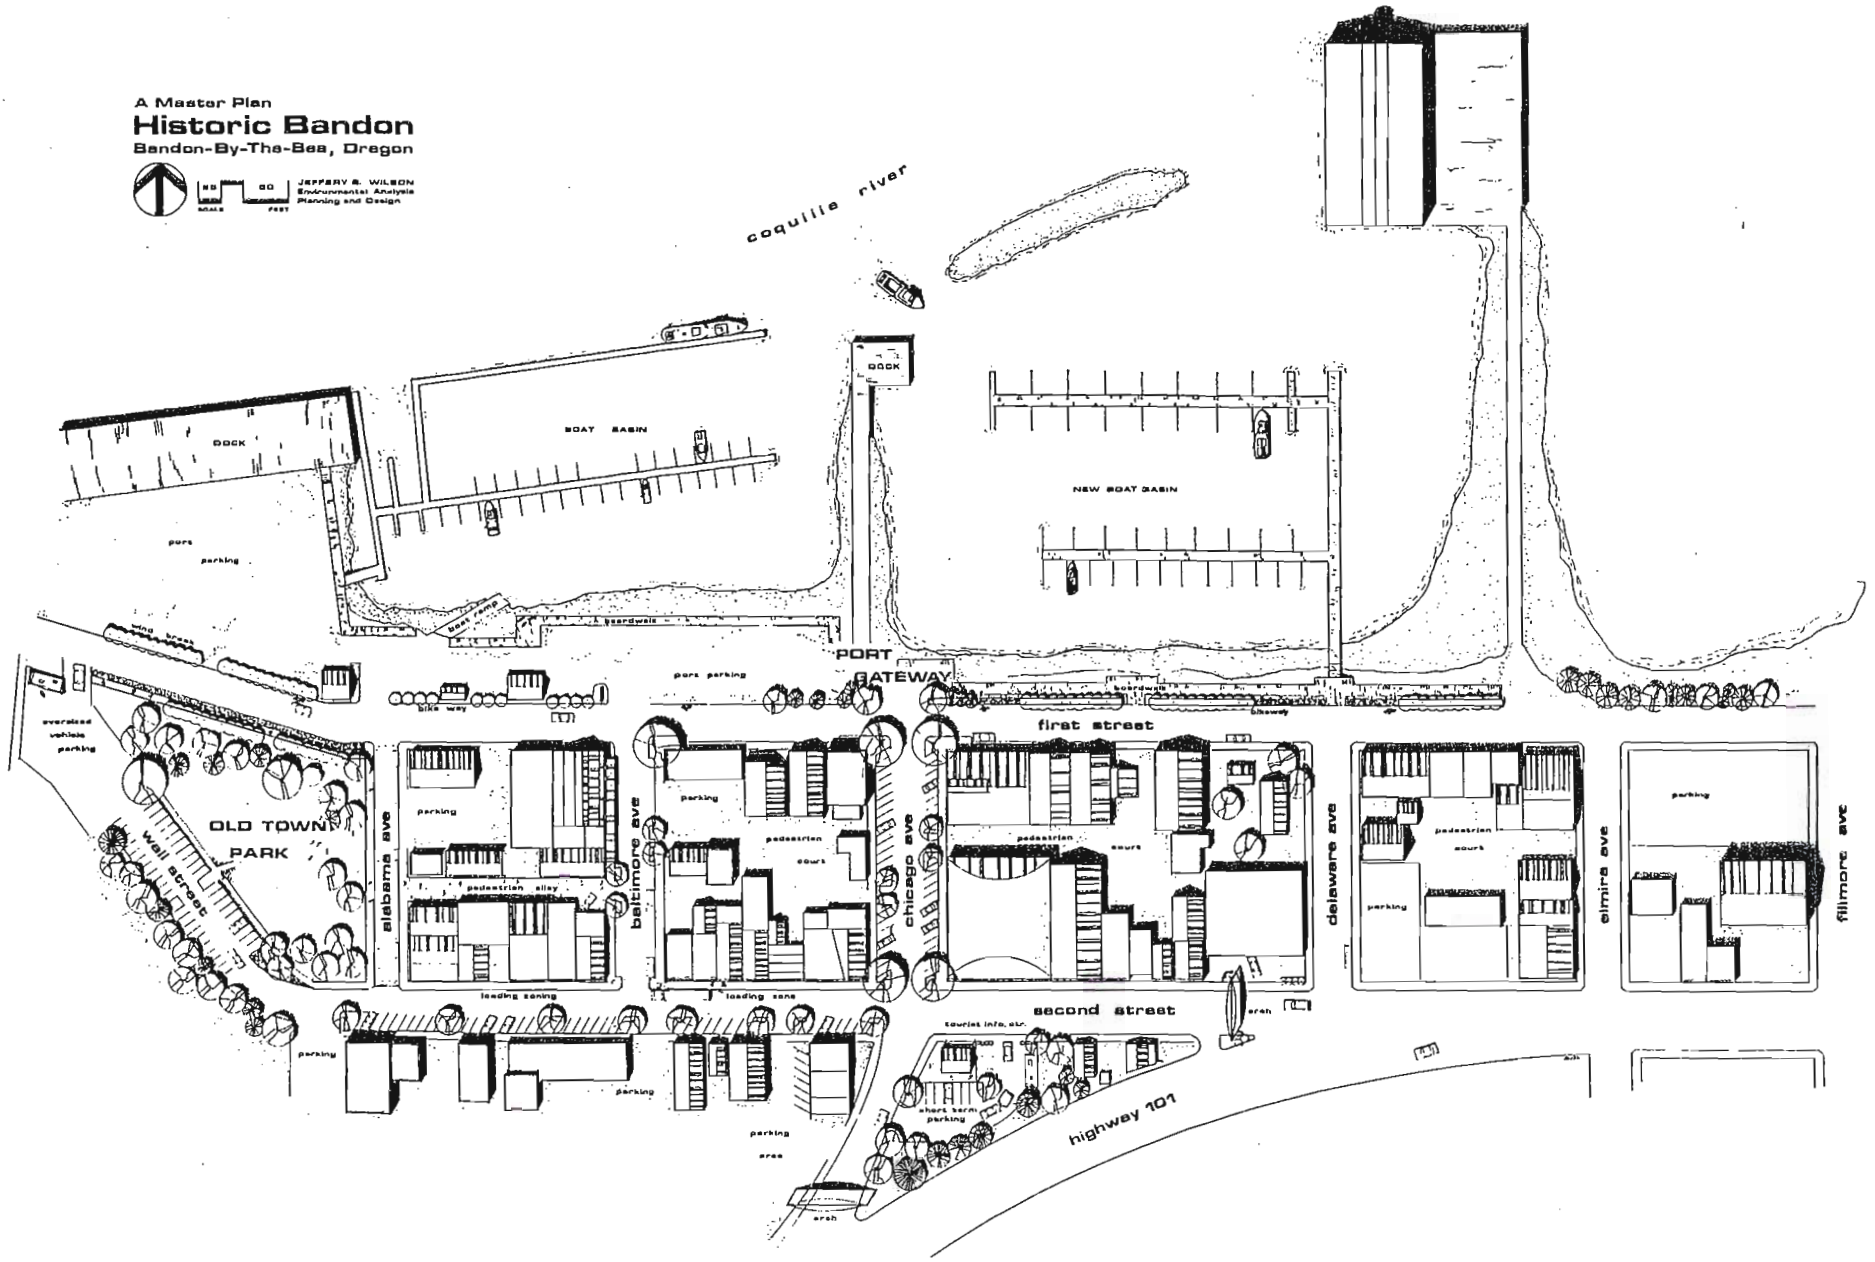 A Master Plan
Historic Bandon
Bandon-By-The-Sea, Oregon
JEFFERY S. WILSON
Environmental Analysis
Planning and Design
SCALE
FEET
coquille river
DOCK
DOCK
BOAT BASIN
NEW BOAT BASIN
port
parking
boat ramp
boardwalk
wind break
PORT
GATEWAY
port parking
bike way
boardwalk
bikeway
first street
oversized
vehicle
parking
OLD TOWN
PARK
wall street
alabama ave
parking
pedestrian alley
baltimore ave
parking
pedestrian
court
chicago ave
pedestrian
court
delaware ave
pedestrian
court
parking
elmira ave
parking
filmore ave
loading zoning
loading zone
second street
arch
tourist info, ctr.
parking
parking
short term
parking
parking
area
highway 101
arch